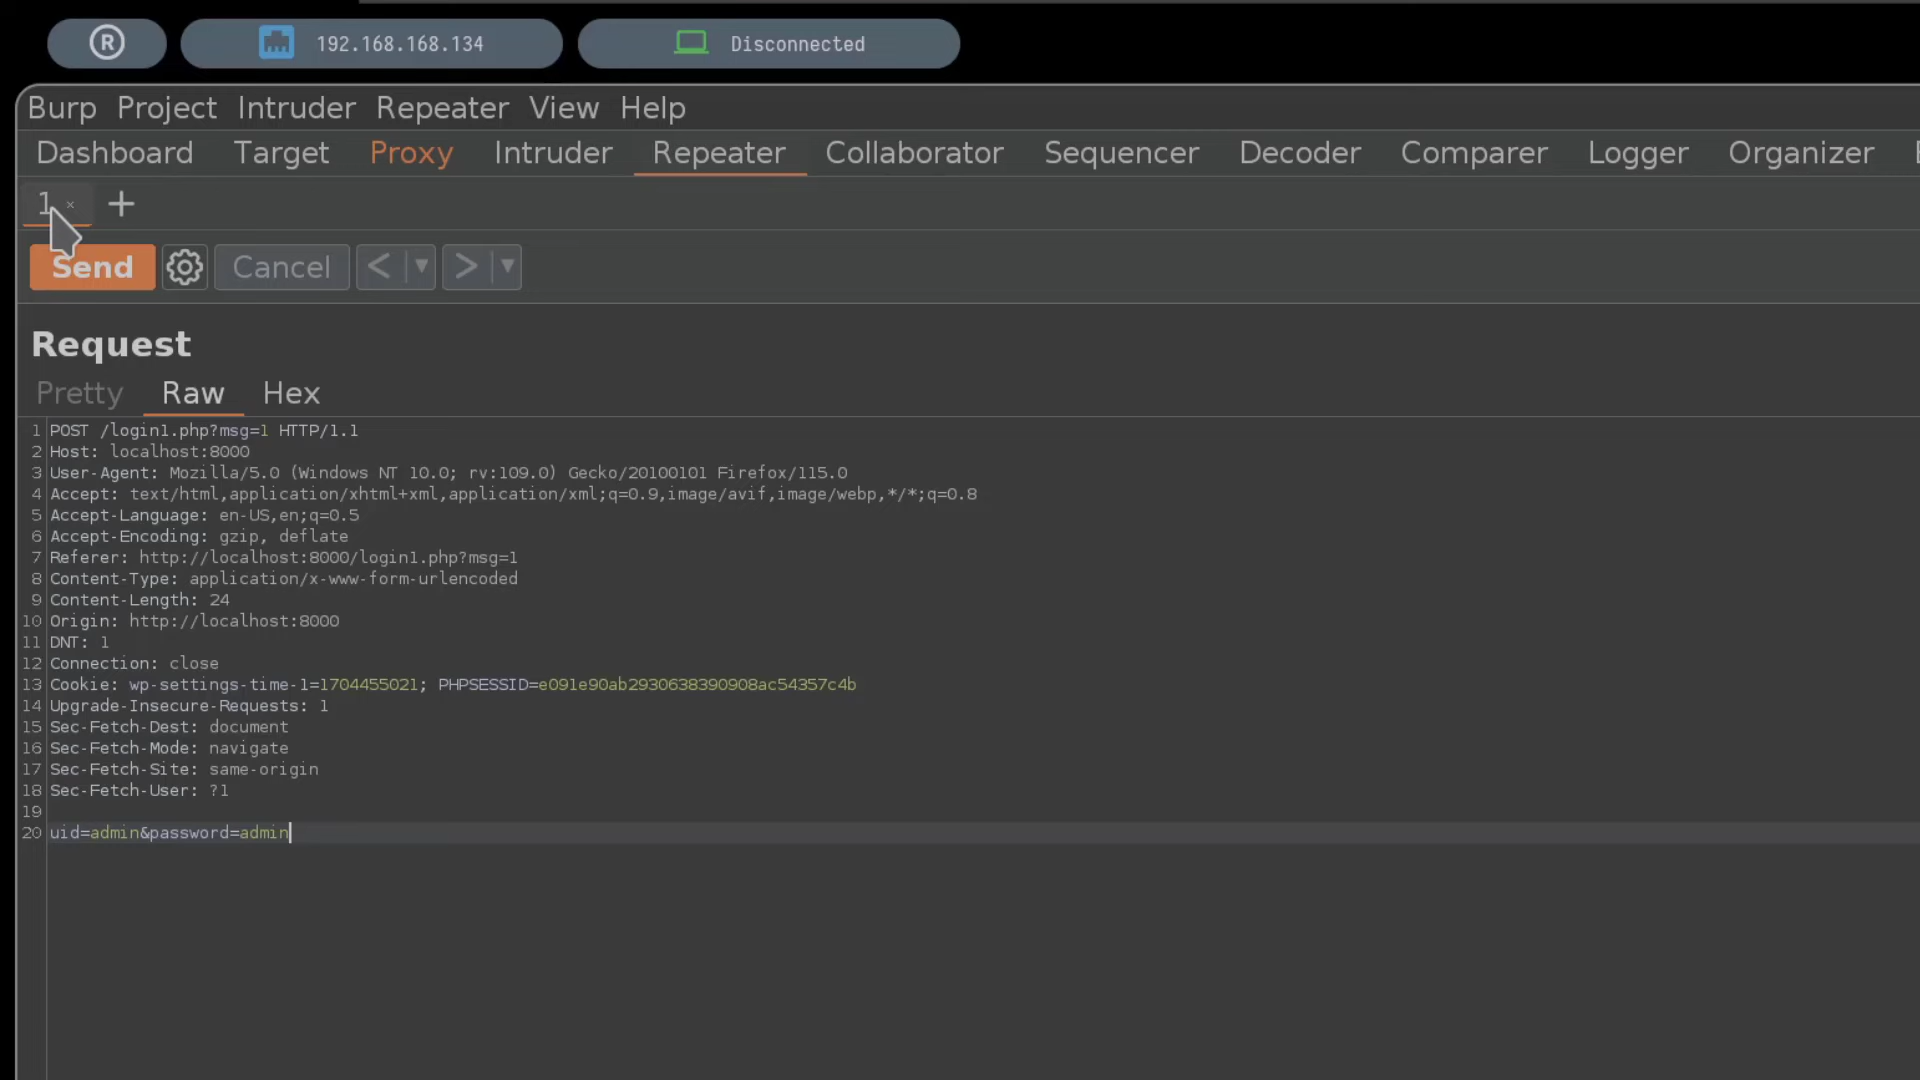 R 192.168.168.134 Disconnected
Burp Project Intruder Repeater View Help
Dashboard Target Proxy Intruder Repeater Collaborator Sequencer Decoder Comparer Logger Organizer
1 × +
Send Cancel < ▼ > ▼
Request
Pretty Raw Hex
1 POST /login1.php?msg=1 HTTP/1.1
2 Host: localhost:8000
3 User-Agent: Mozilla/5.0 (Windows NT 10.0; rv:109.0) Gecko/20100101 Firefox/115.0
4 Accept: text/html,application/xhtml+xml,application/xml;q=0.9,image/avif,image/webp,*/*;q=0.8
5 Accept-Language: en-US,en;q=0.5
6 Accept-Encoding: gzip, deflate
7 Referer: http://localhost:8000/login1.php?msg=1
8 Content-Type: application/x-www-form-urlencoded
9 Content-Length: 24
10 Origin: http://localhost:8000
11 DNT: 1
12 Connection: close
13 Cookie: wp-settings-time-1=1704455021; PHPSESSID=e091e90ab2930638390908ac54357c4b
14 Upgrade-Insecure-Requests: 1
15 Sec-Fetch-Dest: document
16 Sec-Fetch-Mode: navigate
17 Sec-Fetch-Site: same-origin
18 Sec-Fetch-User: ?1
19
20 uid=admin&password=admin